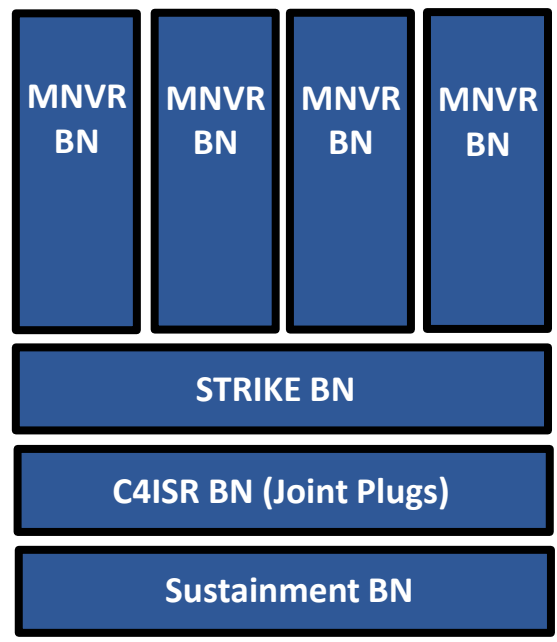 MNVR
BN
MNVR
BN
MNVR
BN
MNVR
BN
STRIKE BN
C4ISR BN (Joint Plugs)
Sustainment BN